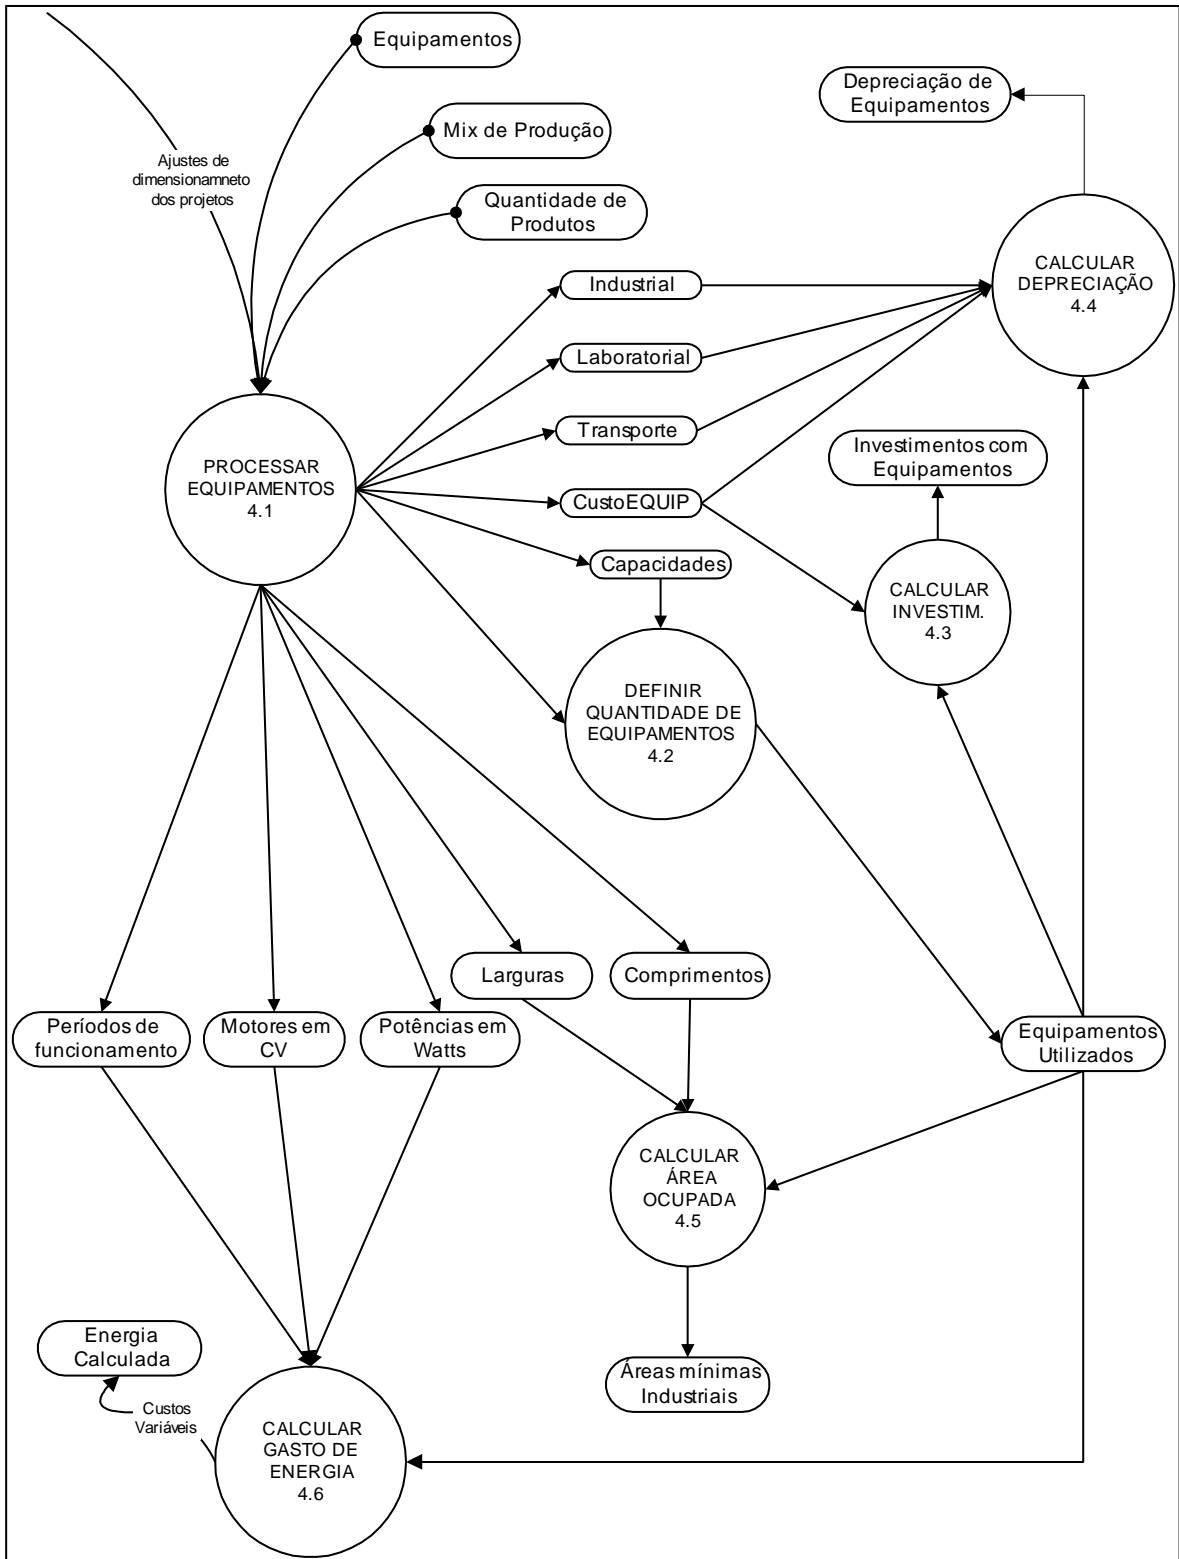 Equipamentos
Depreciação de
Equipamentos
Mix de Produção
Ajustes de
dimensionamneto
dos projetos
Quantidade de
Produtos
CALCULAR
DEPRECIAÇÃO
4.4
Industrial
Laboratorial
Transporte
Investimentos com
Equipamentos
PROCESSAR
EQUIPAMENTOS
4.1
CustoEQUIP
Capacidades
CALCULAR
INVESTIM.
4.3
DEFINIR
QUANTIDADE DE
EQUIPAMENTOS
4.2
Larguras
Comprimentos
Períodos de
funcionamento
Motores em
CV
Potências em
Watts
Equipamentos
Utilizados
CALCULAR
ÁREA
OCUPADA
4.5
Energia
Calculada
Áreas mínimas
Industriais
Custos
Variáveis
CALCULAR
GASTO DE
ENERGIA
4.6